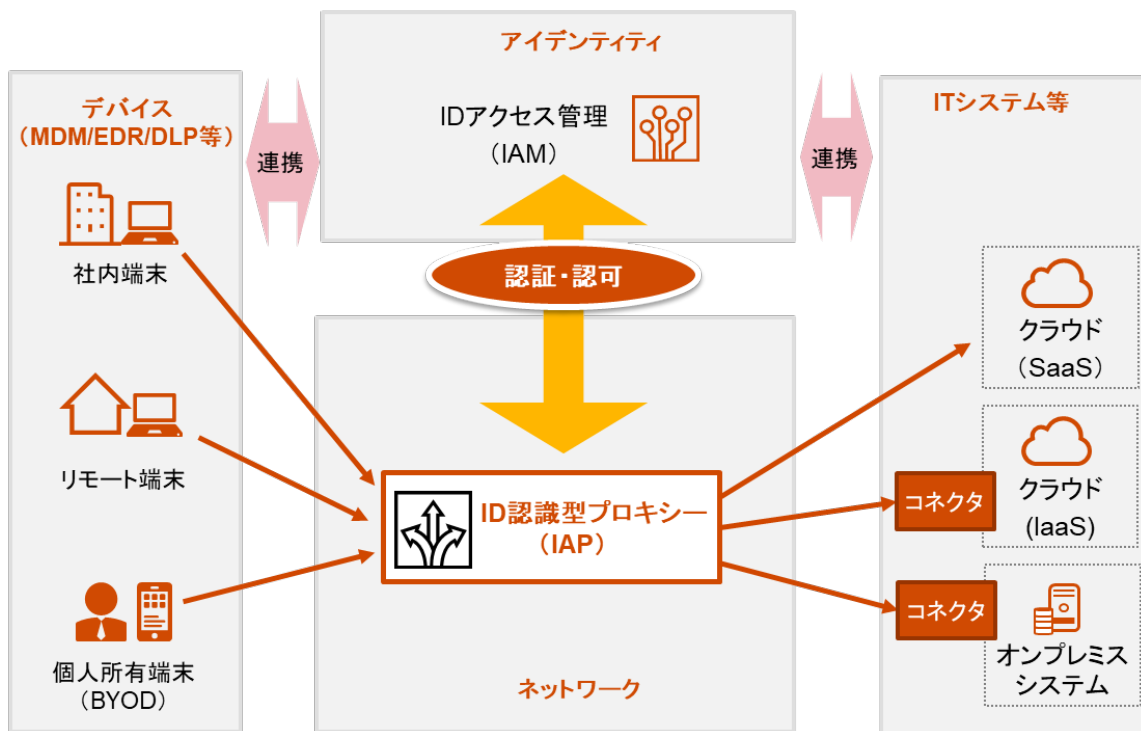 アイデンティティ
IDアクセス管理
（IAM）
デバイス
（MDM/EDR/DLP等）
連携
連携
ITシステム等
社内端末
認証・認可
クラウド
（SaaS）
リモート端末
ID認識型プロキシー
（IAP）
コネクタ
クラウド
(IaaS)
コネクタ
オンプレミス
システム
個人所有端末
（BYOD）
ネットワーク